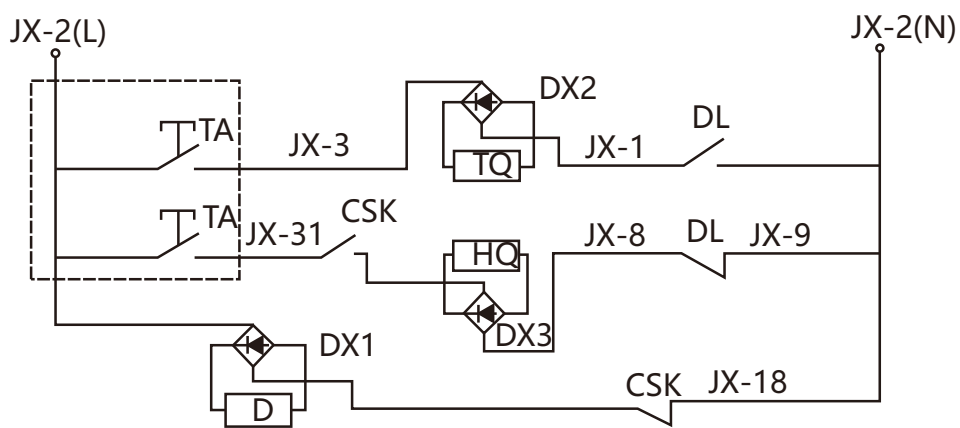 JX-2(L)
JX-2(N)
TA
JX-3
DX2
TQ
JX-1
DL
TA
JX-31
CSK
HQ
DX3
JX-8
DL
JX-9
DX1
D
CSK
JX-18